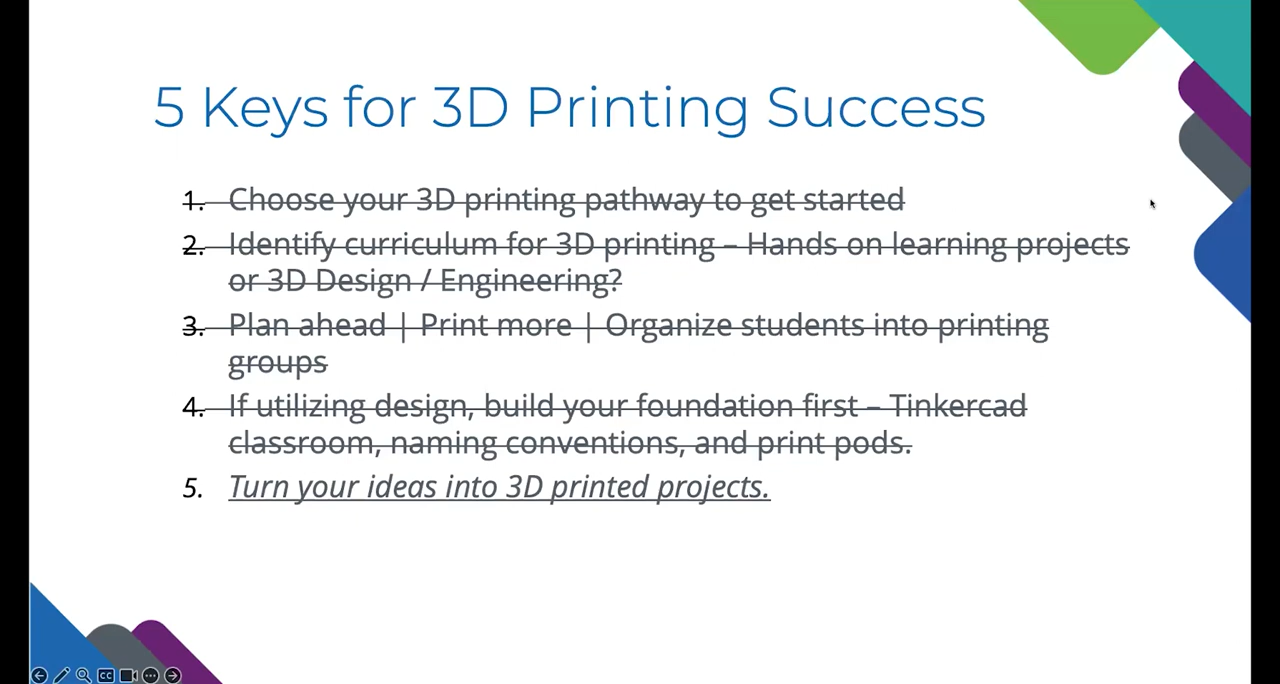 5 Keys for 3D Printing Success
1. Choose your 3D printing pathway to get started
2. Identify curriculum for 3D printing – Hands on learning projects
or 3D Design / Engineering?
3. Plan ahead | Print more | Organize students into printing
groups
4. If utilizing design, build your foundation first – Tinkercad
classroom, naming conventions, and print pods.
5. Turn your ideas into 3D printed projects.
CC